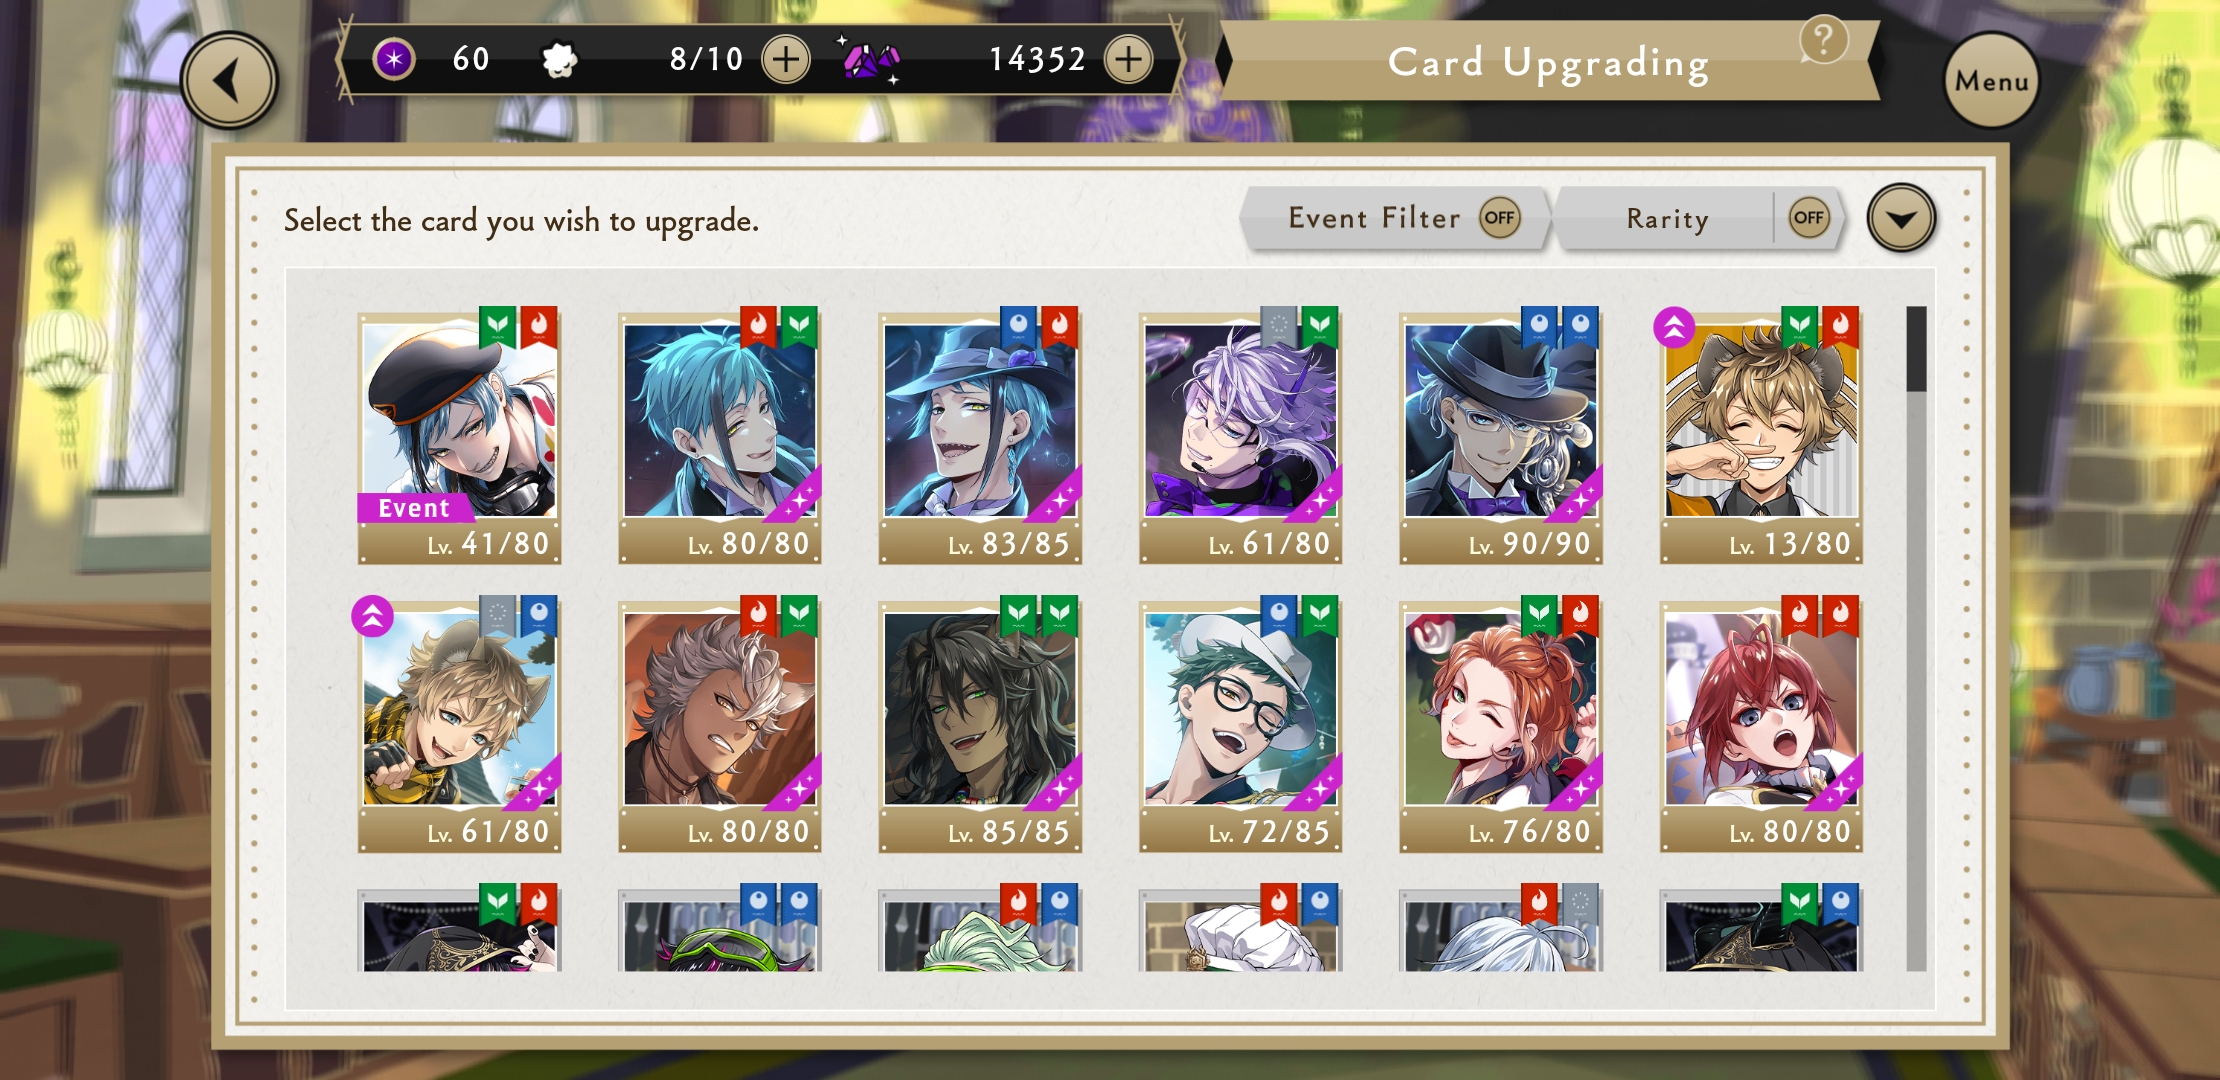 60
8/10
14352
Card Upgrading
?
Menu
Select the card you wish to upgrade.
Event Filter OFF
Rarity OFF
Event
Lv. 41/80
Lv. 80/80
Lv. 83/85
Lv. 61/80
Lv. 90/90
Lv. 13/80
Lv. 61/80
Lv. 80/80
Lv. 85/85
Lv. 72/85
Lv. 76/80
Lv. 80/80